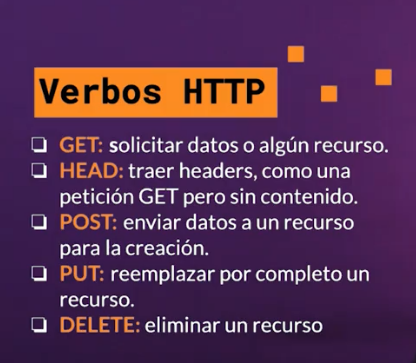 Verbos HTTP
❏ GET: solicitar datos o algún recurso.
❏ HEAD: traer headers, como una
petición GET pero sin contenido.
❏ POST: enviar datos a un recurso
para la creación.
❏ PUT: reemplazar por completo un
recurso.
❏ DELETE: eliminar un recurso